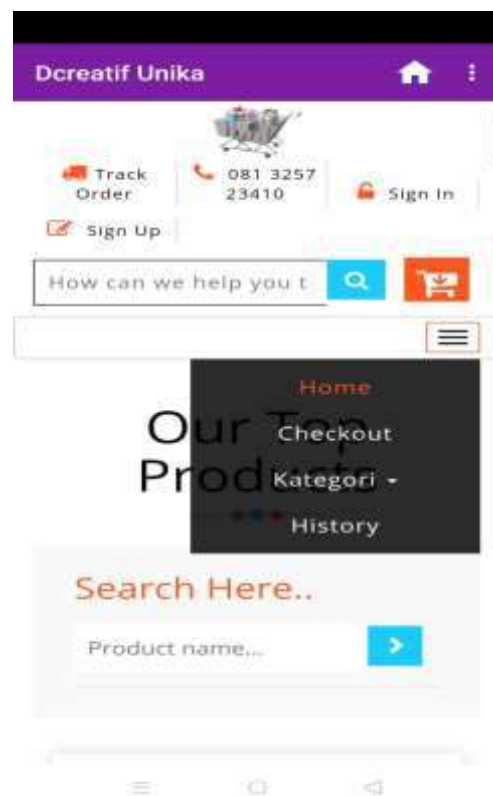 Dcreatif Unika
Track
Order
081 3257
23410
Sign In
Sign Up
How can we help you t
Home
Our Top
Products
Checkout
Kategori
History
Search Here..
Product name...